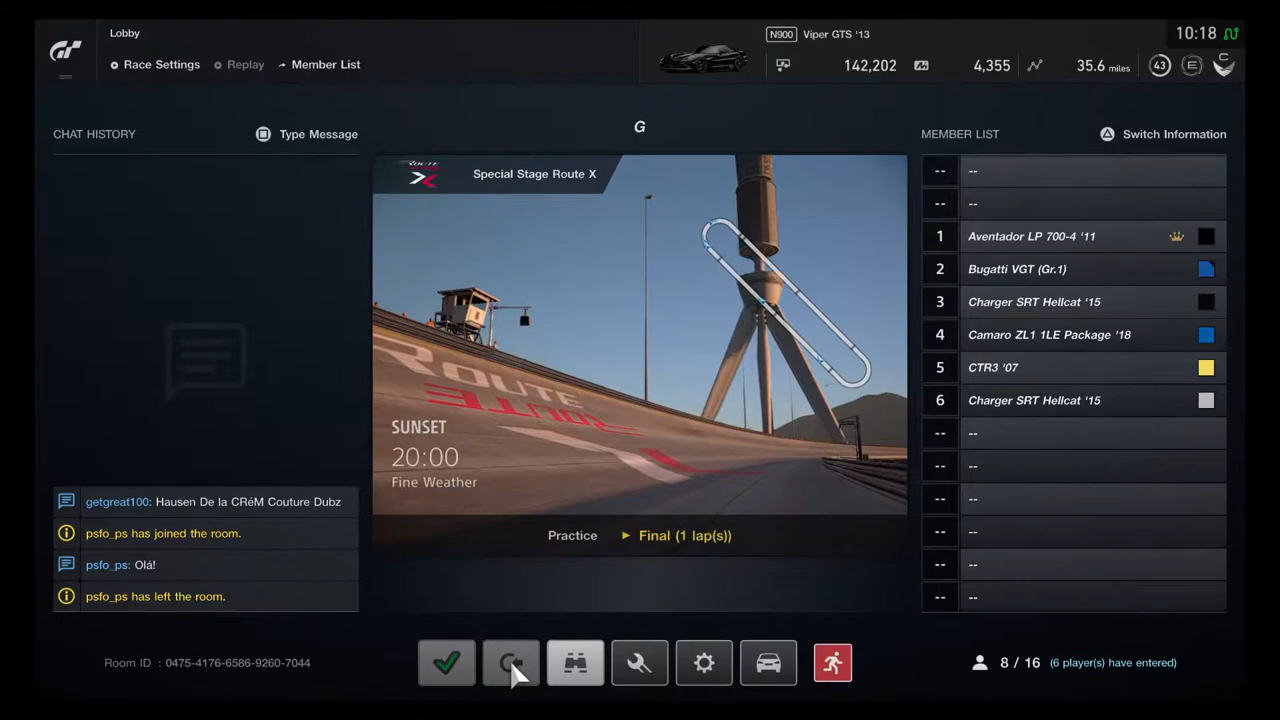 Lobby
Race Settings
Replay
Member List
N900 Viper GTS '13
142,202
4,355
35.6 miles
10:18
43
E
C
CHAT HISTORY
Type Message
G
MEMBER LIST
Switch Information
ROUTE X
Special Stage Route X
ROUTE
ROUTE
SUNSET
20:00
Fine Weather
Practice
Final (1 lap(s))
-- --
-- --
1 Aventador LP 700-4 '11
2 Bugatti VGT (Gr.1)
3 Charger SRT Hellcat '15
4 Camaro ZL1 1LE Package '18
5 CTR3 '07
6 Charger SRT Hellcat '15
-- --
-- --
-- --
-- --
-- --
-- --
getgreat100: Hausen De la CRéM Couture Dubz
psfo_ps has joined the room.
psfo_ps: Olá!
psfo_ps has left the room.
Room ID : 0475-4176-6586-9260-7044
8 / 16 (6 player(s) have entered)